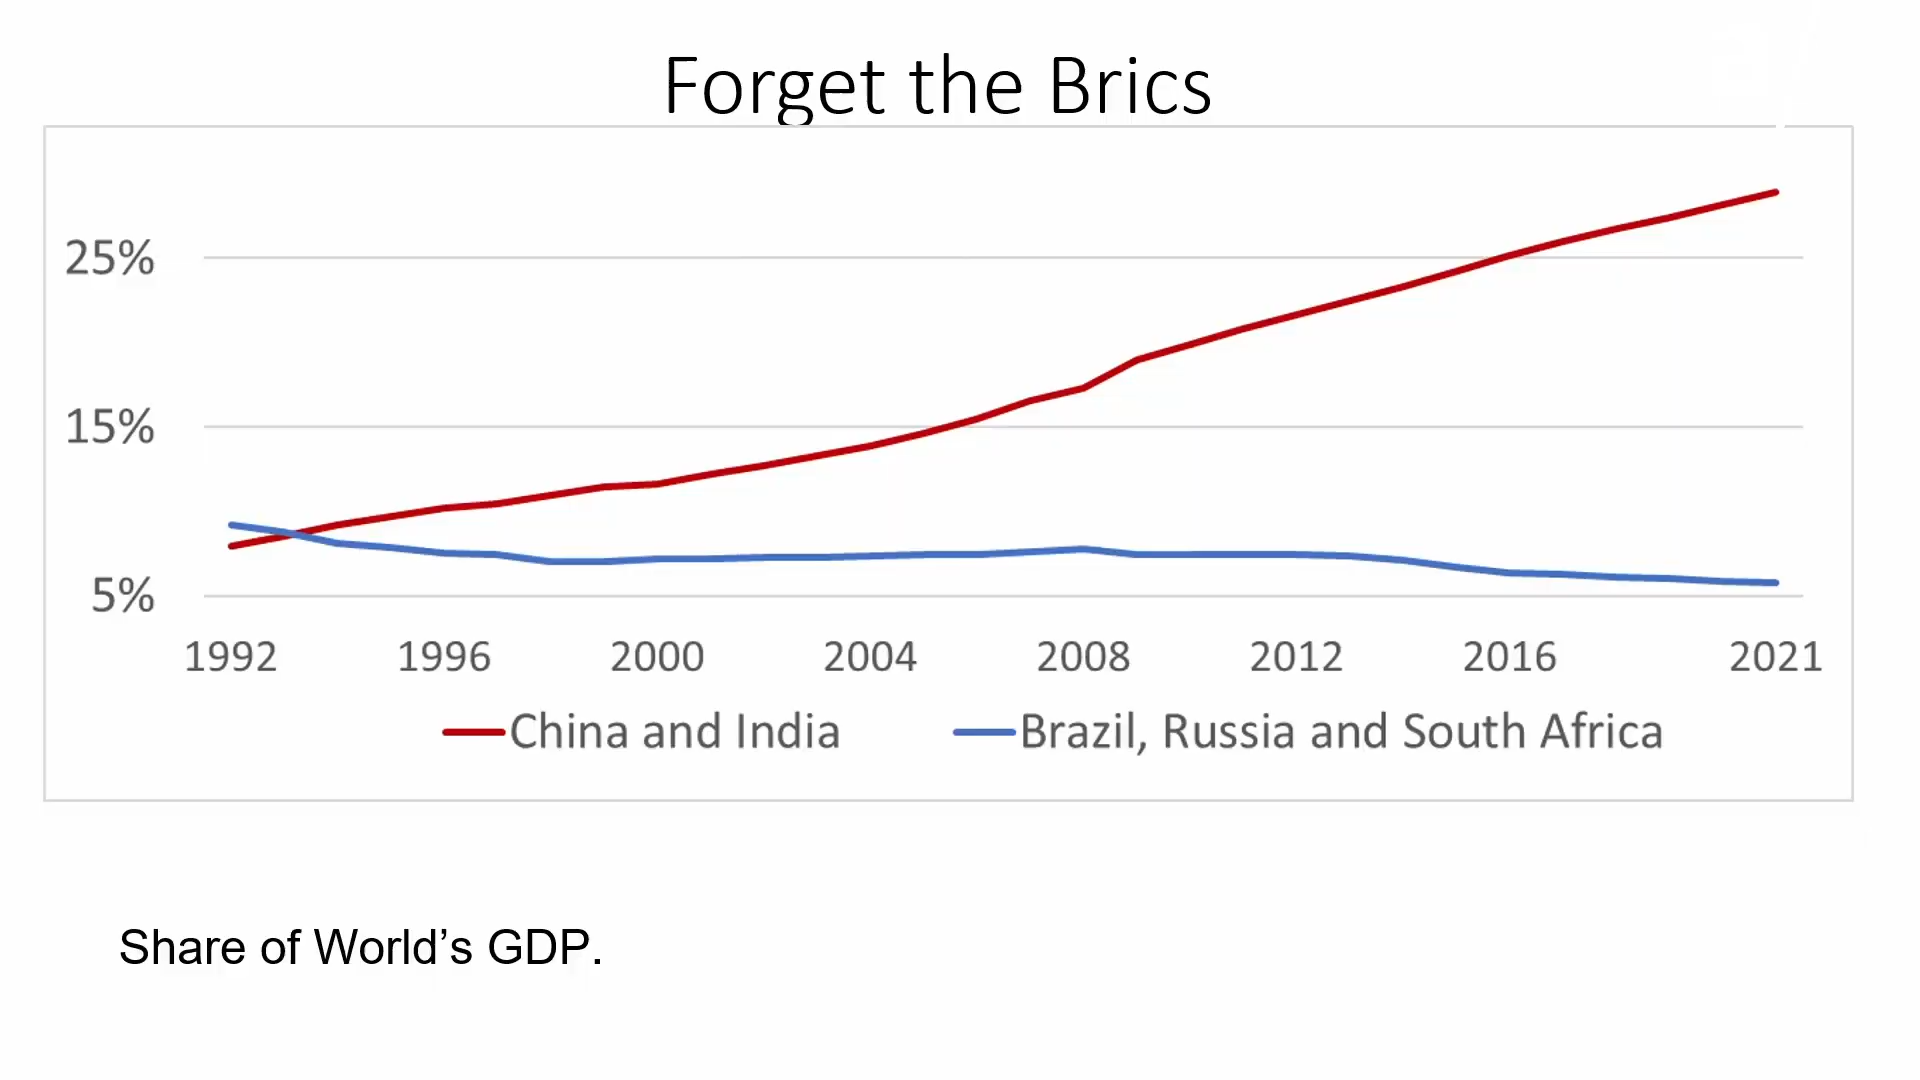 Forget the Brics
25%
15%
5%
1992 1996 2000 2004 2008 2012 2016 2021
China and India Brazil, Russia and South Africa
Share of World’s GDP.